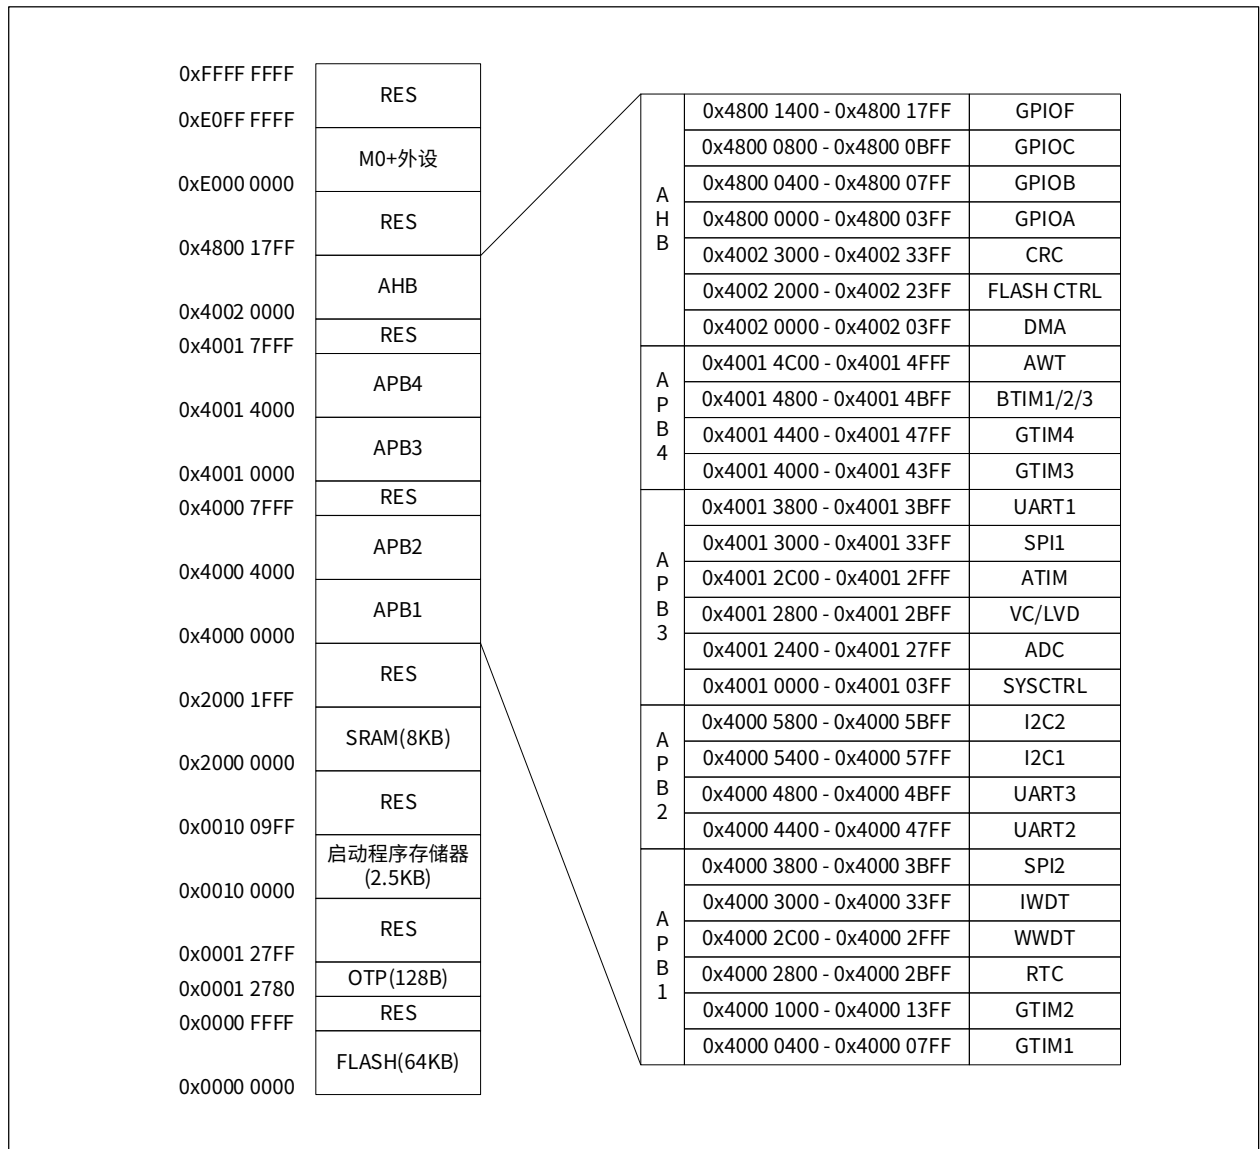 0xFFFF FFFF
RES
0xE0FF FFFF
M0+外设
0xE000 0000
RES
0x4800 17FF
AHB
0x4002 0000
RES
0x4001 7FFF
APB4
0x4001 4000
APB3
0x4001 0000
RES
0x4000 7FFF
APB2
0x4000 4000
APB1
0x4000 0000
RES
0x2000 1FFF
SRAM(8KB)
0x2000 0000
RES
0x0010 09FF
启动程序存储器
(2.5KB)
0x0010 0000
RES
0x0001 27FF
OTP(128B)
0x0001 2780
RES
0x0000 FFFF
FLASH(64KB)
0x0000 0000
AHB
0x4800 1400 - 0x4800 17FF GPIOF
0x4800 0800 - 0x4800 0BFF GPIOC
0x4800 0400 - 0x4800 07FF GPIOB
0x4800 0000 - 0x4800 03FF GPIOA
0x4002 3000 - 0x4002 33FF CRC
0x4002 2000 - 0x4002 23FF FLASH CTRL
0x4002 0000 - 0x4002 03FF DMA
APB4
0x4001 4C00 - 0x4001 4FFF AWT
0x4001 4800 - 0x4001 4BFF BTIM1/2/3
0x4001 4400 - 0x4001 47FF GTIM4
0x4001 4000 - 0x4001 43FF GTIM3
APB3
0x4001 3800 - 0x4001 3BFF UART1
0x4001 3000 - 0x4001 33FF SPI1
0x4001 2C00 - 0x4001 2FFF ATIM
0x4001 2800 - 0x4001 2BFF VC/LVD
0x4001 2400 - 0x4001 27FF ADC
0x4001 0000 - 0x4001 03FF SYSCTRL
APB2
0x4000 5800 - 0x4000 5BFF I2C2
0x4000 5400 - 0x4000 57FF I2C1
0x4000 4800 - 0x4000 4BFF UART3
0x4000 4400 - 0x4000 47FF UART2
APB1
0x4000 3800 - 0x4000 3BFF SPI2
0x4000 3000 - 0x4000 33FF IWDT
0x4000 2C00 - 0x4000 2FFF WWDT
0x4000 2800 - 0x4000 2BFF RTC
0x4000 1000 - 0x4000 13FF GTIM2
0x4000 0400 - 0x4000 07FF GTIM1